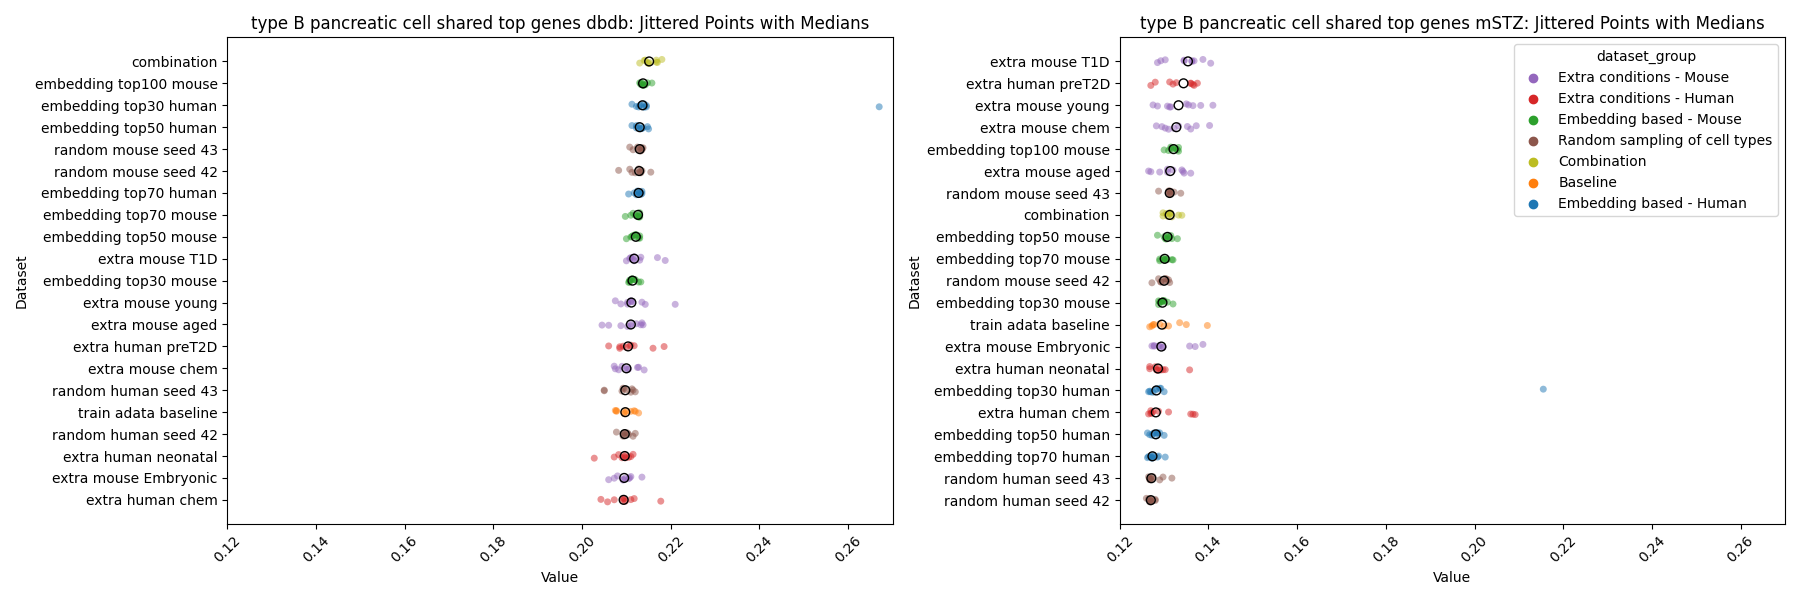 type B pancreatic cell shared top genes dbdb: Jittered Points with Medians
Dataset
combination
embedding top100 mouse
embedding top30 human
embedding top50 human
random mouse seed 43
random mouse seed 42
embedding top70 human
embedding top70 mouse
embedding top50 mouse
extra mouse T1D
embedding top30 mouse
extra mouse young
extra mouse aged
extra human preT2D
extra mouse chem
random human seed 43
train adata baseline
random human seed 42
extra human neonatal
extra mouse Embryonic
extra human chem
0.12 0.14 0.16 0.18 0.20 0.22 0.24 0.26
Value
type B pancreatic cell shared top genes mSTZ: Jittered Points with Medians
Dataset
extra mouse T1D
extra human preT2D
extra mouse young
extra mouse chem
embedding top100 mouse
extra mouse aged
random mouse seed 43
combination
embedding top50 mouse
embedding top70 mouse
random mouse seed 42
embedding top30 mouse
train adata baseline
extra mouse Embryonic
extra human neonatal
embedding top30 human
extra human chem
embedding top50 human
embedding top70 human
random human seed 43
random human seed 42
0.12 0.14 0.16 0.18 0.20 0.22 0.24 0.26
Value
dataset_group
Extra conditions - Mouse
Extra conditions - Human
Embedding based - Mouse
Random sampling of cell types
Combination
Baseline
Embedding based - Human